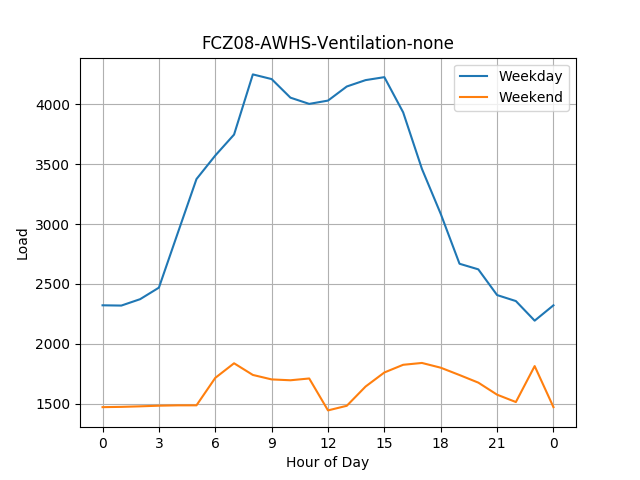 FCZ08-AWHS-Ventilation-none
Weekday
Weekend
4000
3500
3000
2500
2000
1500
Load
0 3 6 9 12 15 18 21 0
Hour of Day